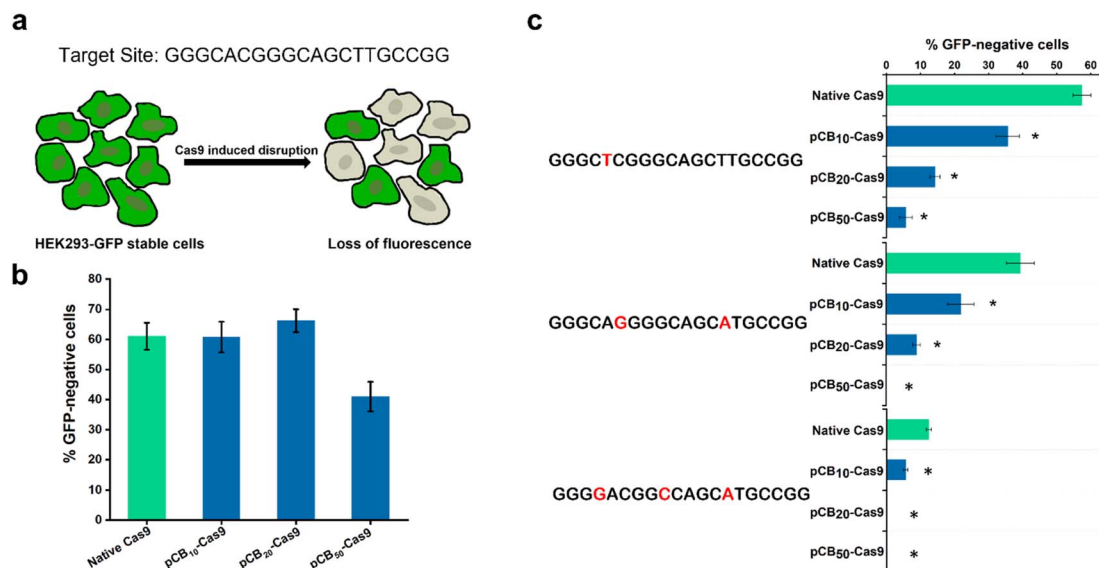 a
Target Site: GGGCACGGGCAGCTTGCCGG
Cas9 induced disruption
HEK293-GFP stable cells
Loss of fluorescence
b
% GFP-negative cells
80
70
60
50
40
30
20
10
0
Native Cas9
pCB10-Cas9
pCB20-Cas9
pCB50-Cas9
c
% GFP-negative cells
0 10 20 30 40 50 60
GGGCTCGGGCAGCTTGCCGG
Native Cas9
pCB10-Cas9 *
pCB20-Cas9 *
pCB50-Cas9 *
GGGCAGGGGCAGCATGCCGG
Native Cas9
pCB10-Cas9 *
pCB20-Cas9 *
pCB50-Cas9 *
GGGGACGGCCAGCATGCCGG
Native Cas9
pCB10-Cas9 *
pCB20-Cas9 *
pCB50-Cas9 *